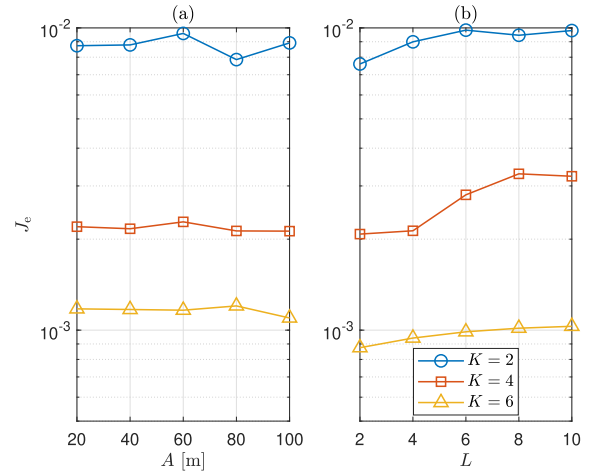 (a)
(b)
10^-2
10^-2
J_e
10^-3
10^-3
K = 2
K = 4
K = 6
20 40 60 80 100
2 4 6 8 10
A [m]
L